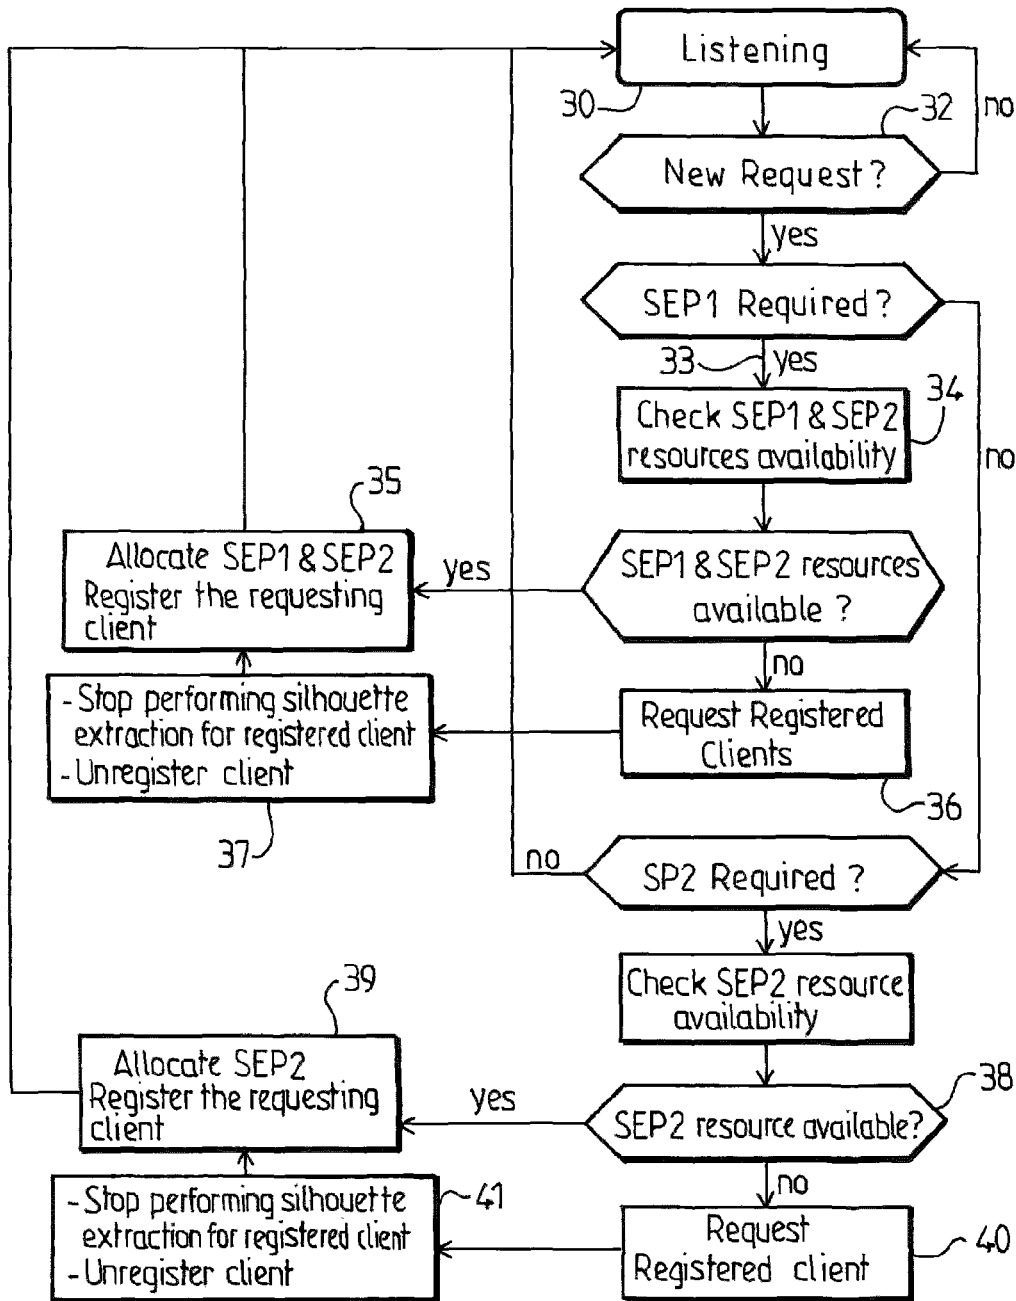 Listening
30
32
no
New Request?
yes
SEP1 Required?
33
yes
34
Check SEP1 & SEP2
resources availability
no
35
Allocate SEP1 & SEP2
Register the requesting
client
yes
SEP1 & SEP2 resources
available ?
no
- Stop performing silhouette
extraction for registered client
- Unregister client
Request Registered
Clients
36
37
no
SP2 Required ?
yes
Check SEP2 resource
availability
39
Allocate SEP2
Register the requesting
client
yes
38
SEP2 resource available?
no
- Stop performing silhouette
extraction for registered client
- Unregister client
41
Request
Registered client
40